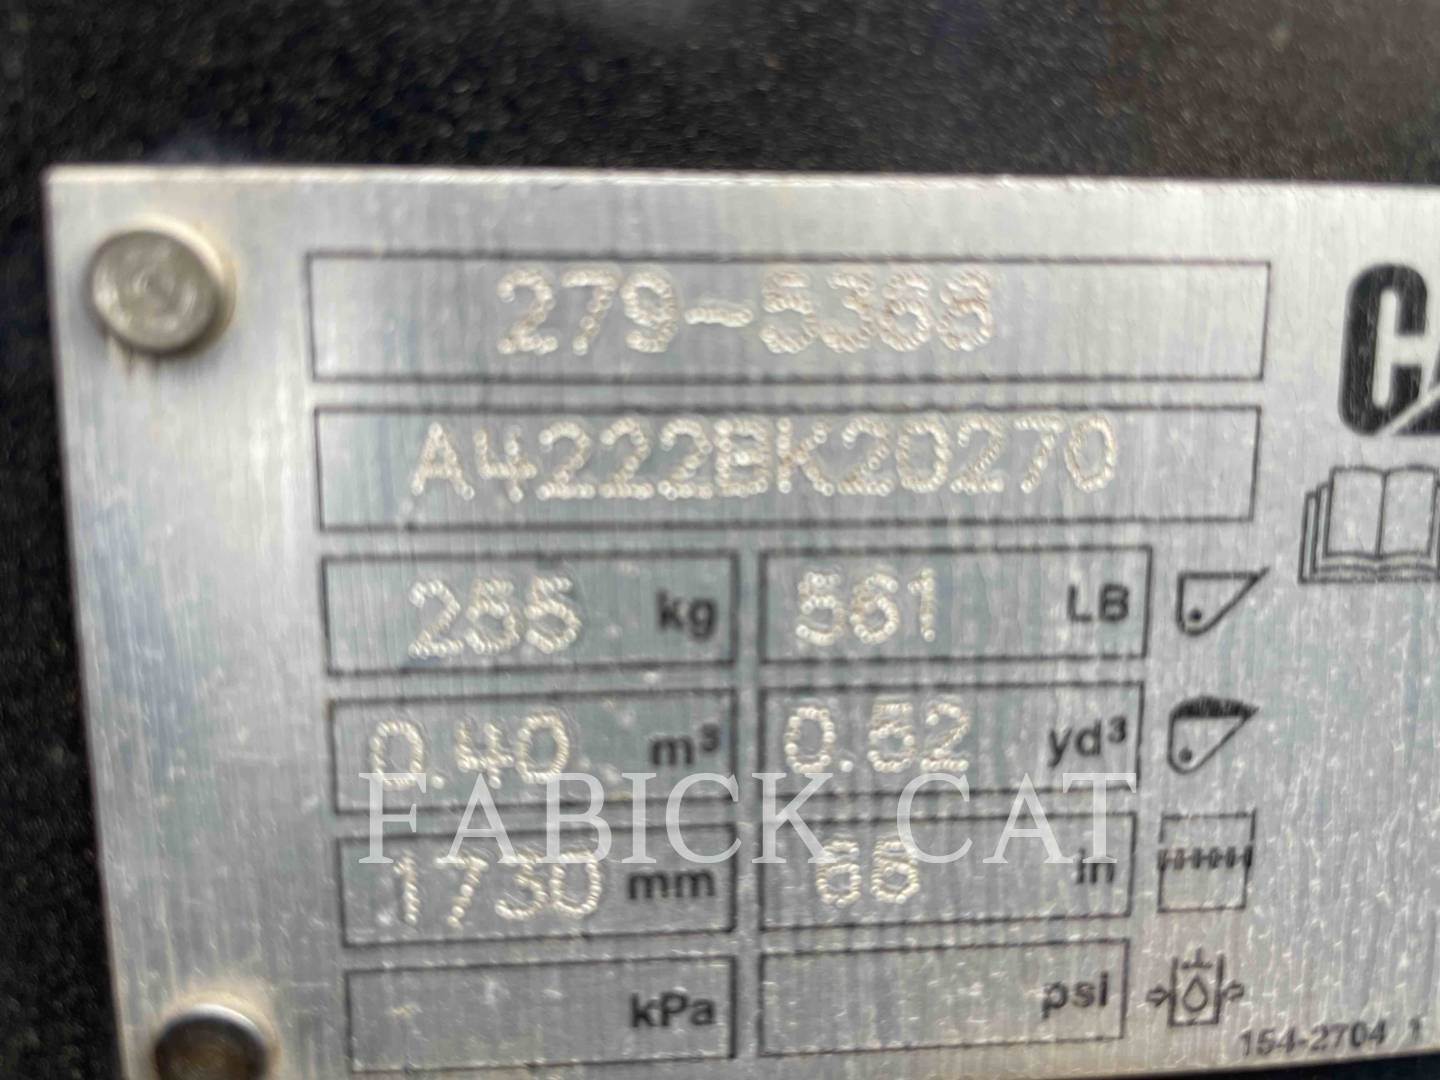 279-5368
CA
A4222BK20270
255 kg 561 LB
0.40 m³ 0.52 yd³
FABICK CAT
1730 mm 66 in
kPa psi
154-2704 1